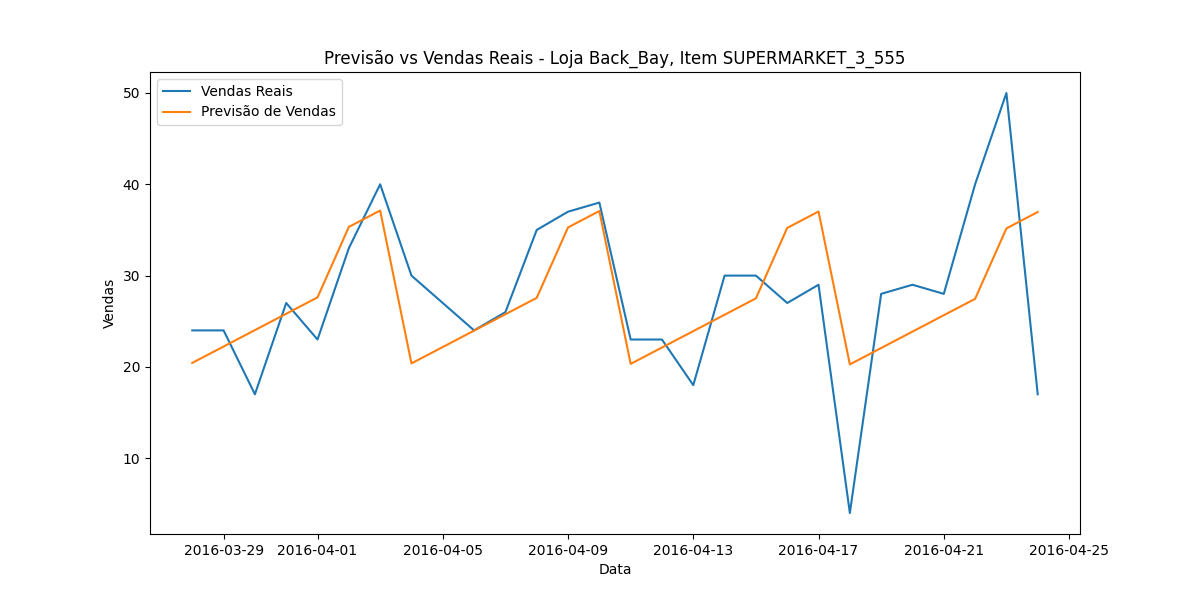 Previsão vs Vendas Reais - Loja Back_Bay, Item SUPERMARKET_3_555
Vendas Reais
Previsão de Vendas
50
40
30
20
10
Vendas
2016-03-29 2016-04-01 2016-04-05 2016-04-09 2016-04-13 2016-04-17 2016-04-21 2016-04-25
Data